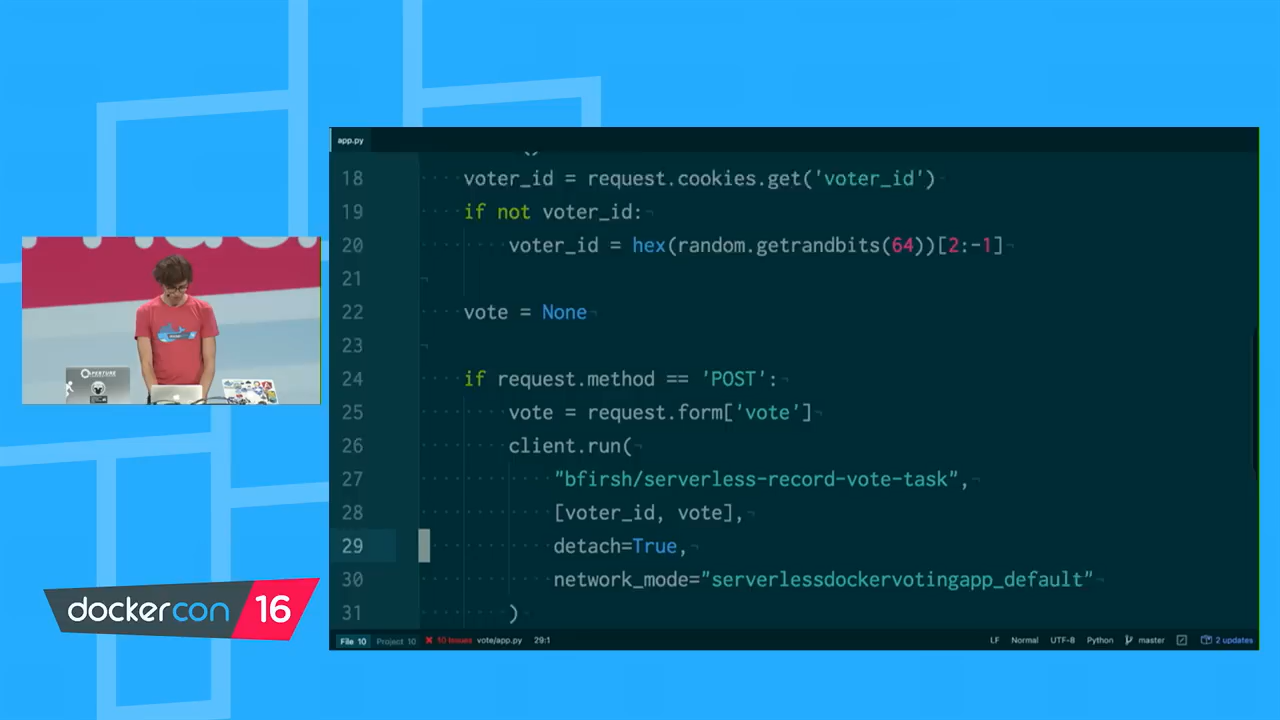 app.py
18 voter_id = request.cookies.get('voter_id')
19 if not voter_id:
20 voter_id = hex(random.getrandbits(64))[2:-1]
21
22 vote = None
23
24 if request.method == 'POST':
25 vote = request.form['vote']
26 client.run(
27 "bfirsh/serverless-record-vote-task",
28 [voter_id, vote],
29 detach=True,
30 network_mode="serverlessdockervotingapp_default"
31 )
File 10 Project 10 10 Issues vote/app.py 29:1 LF Normal UTF-8 Python master 2 updates
dockercon 16